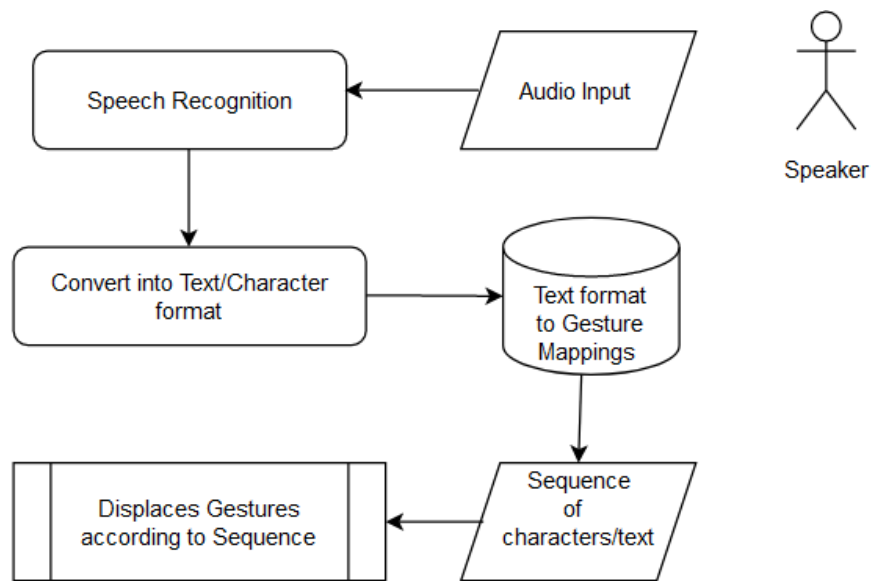 Speech Recognition
Audio Input
Speaker
Convert into Text/Character
format
Text format
to Gesture
Mappings
Displaces Gestures
according to Sequence
Sequence
of
characters/text